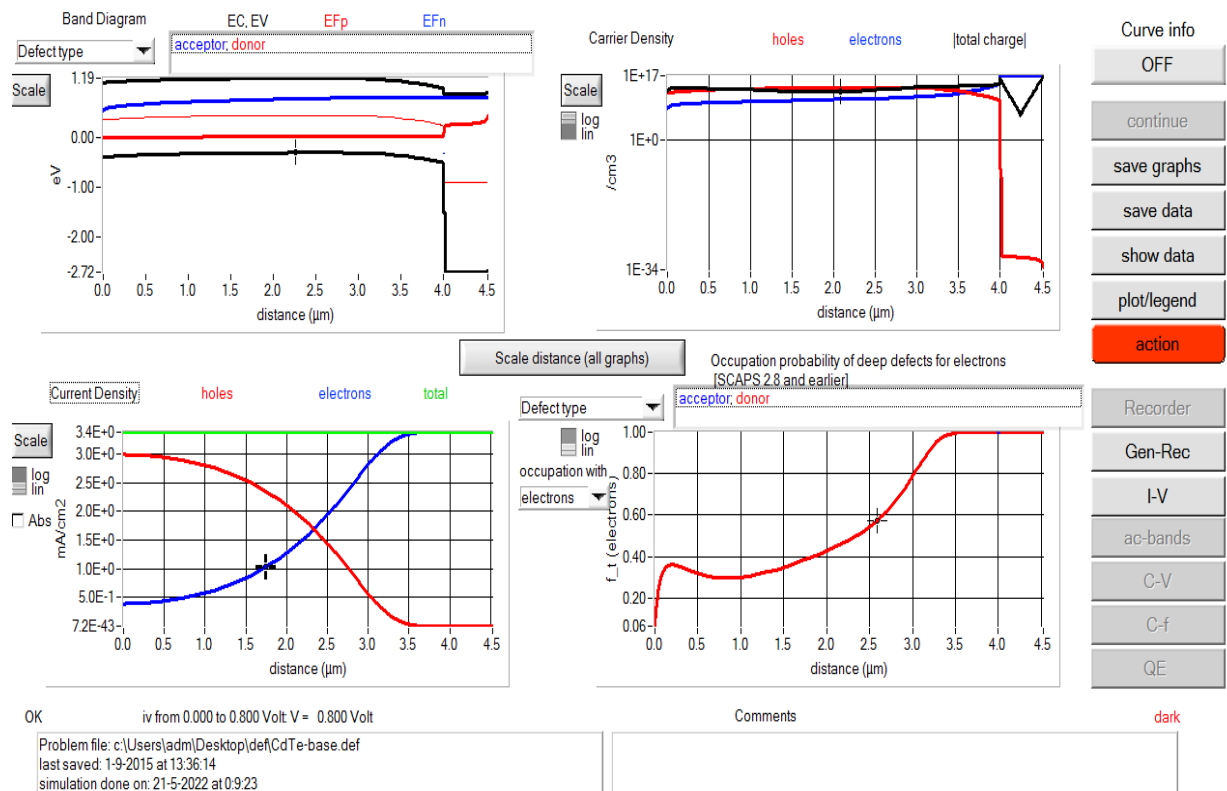 Band Diagram EC, EV EFp EFn
Defect type
acceptor; donor
Scale
1.19
0.00
-1.00
-2.00
-2.72
eV
0.0 0.5 1.0 1.5 2.0 2.5 3.0 3.5 4.0 4.5
distance (µm)
Carrier Density holes electrons |total charge|
Scale
log
lin
1E+17
1E+0
1E-34
/cm3
0.0 0.5 1.0 1.5 2.0 2.5 3.0 3.5 4.0 4.5
distance (µm)
Curve info
OFF
continue
save graphs
save data
show data
plot/legend
action
Recorder
Gen-Rec
I-V
ac-bands
C-V
C-f
QE
Scale distance (all graphs)
Current Density holes electrons total
Scale
log
lin
Abs
3.4E+0
3.0E+0
2.5E+0
2.0E+0
1.5E+0
1.0E+0
5.0E-1
7.2E-43
mA/cm2
0.0 0.5 1.0 1.5 2.0 2.5 3.0 3.5 4.0 4.5
distance (µm)
Occupation probability of deep defects for electrons
[SCAPS 2.8 and earlier]
Defect type
acceptor; donor
log
lin
occupation with
electrons
1.00
0.80
0.60
0.40
0.20
0.06
f_t (electrons)
0.0 0.5 1.0 1.5 2.0 2.5 3.0 3.5 4.0 4.5
distance (µm)
OK iv from 0.000 to 0.800 Volt: V = 0.800 Volt
Comments dark
Problem file: c:\Users\adm\Desktop\def\CdTe-base.def
last saved: 1-9-2015 at 13:36:14
simulation done on: 21-5-2022 at 0:9:23